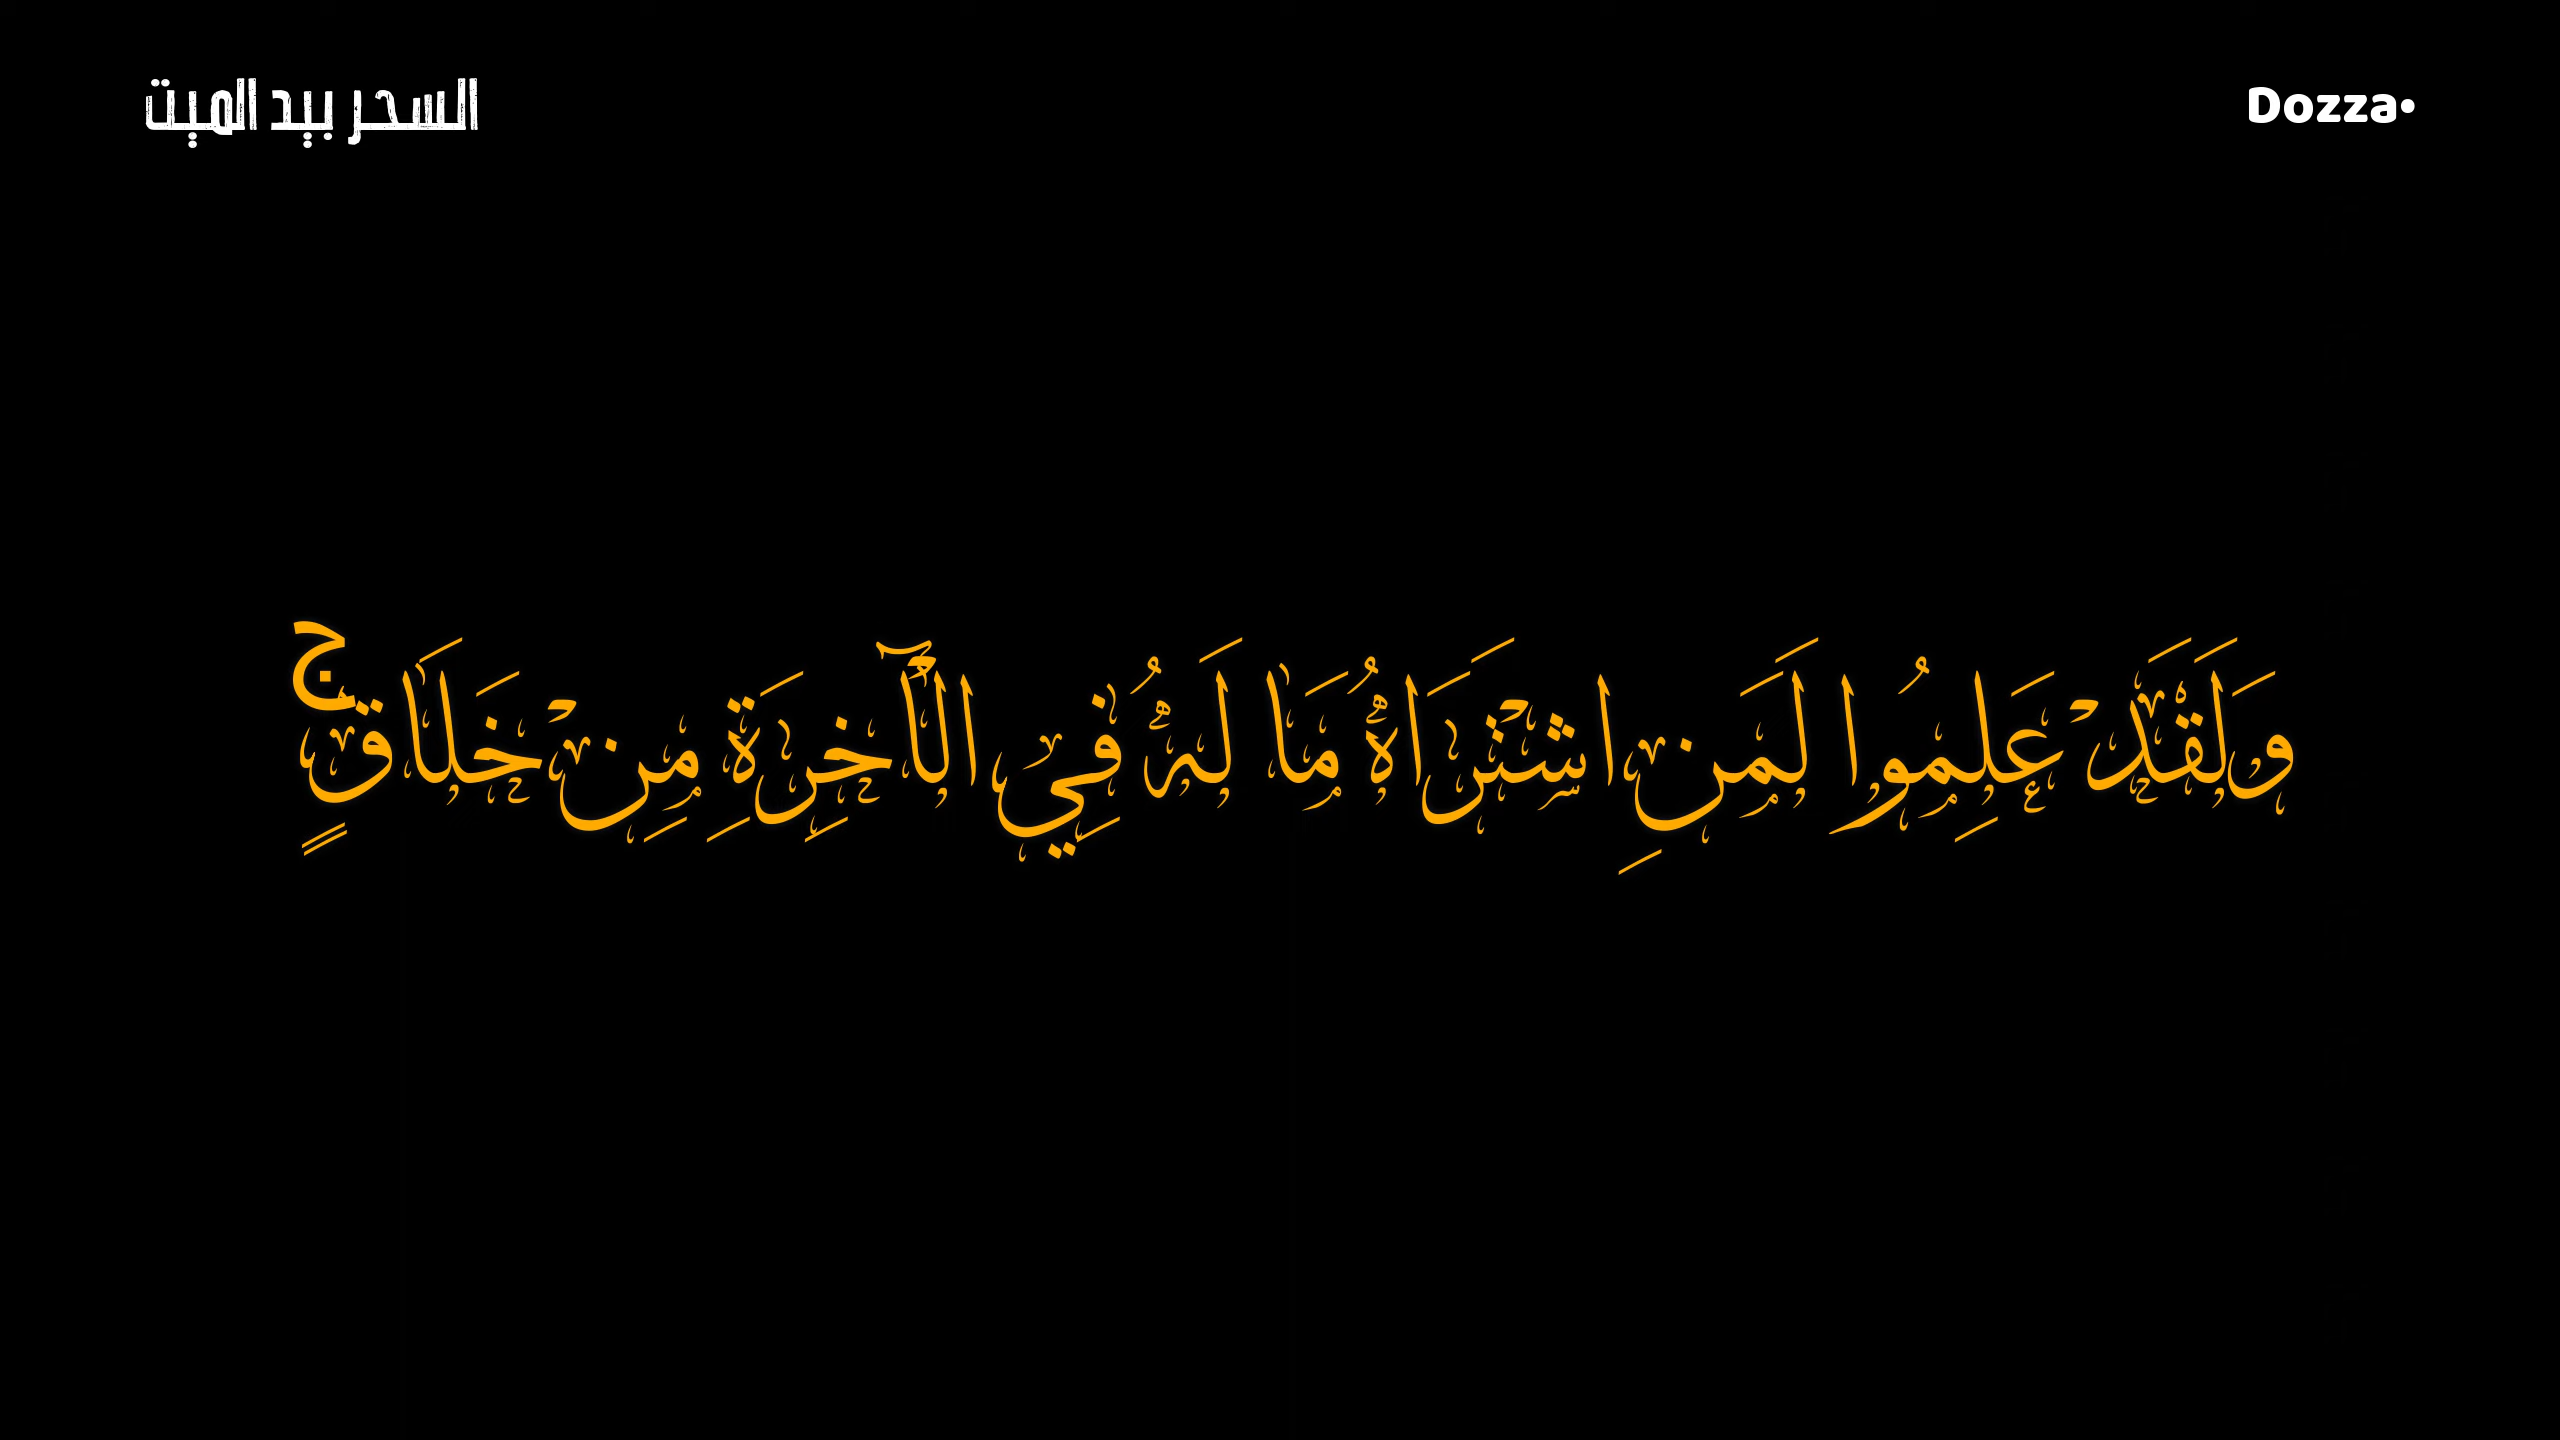 السحر بيد الميت
Dozza•
وَلَقَدْ عَلِمُوا لَمَنِ اشْتَرَاهُ مَا لَهُ فِي الْآخِرَةِ مِنْ خَلَاقٍ ۚ